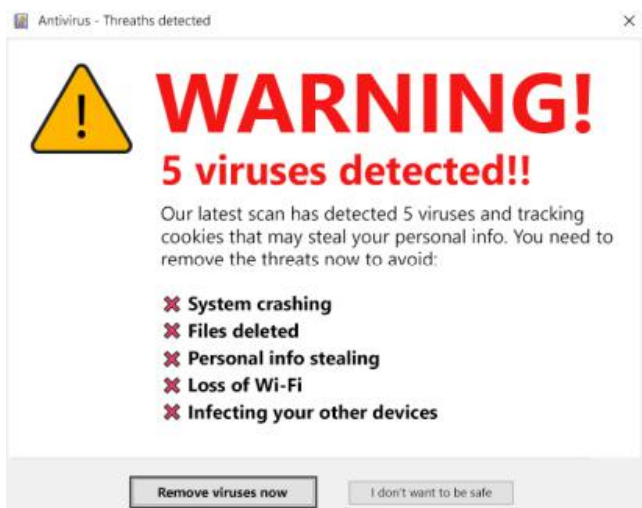 Antivirus - Threaths detected
WARNING!
5 viruses detected!!
Our latest scan has detected 5 viruses and tracking
cookies that may steal your personal info. You need to
remove the threats now to avoid:
System crashing
Files deleted
Personal info stealing
Loss of Wi-Fi
Infecting your other devices
Remove viruses now
I don't want to be safe